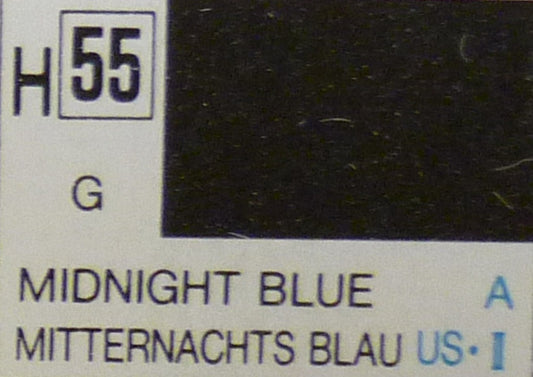 H 55
G
MIDNIGHT BLUE A
MITTERNACHTS BLAU US・I